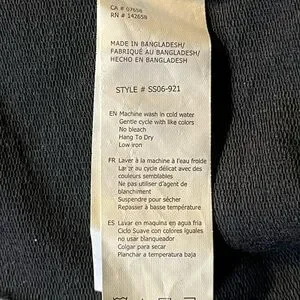 CA # 07698
RN # 142658
MADE IN BANGLADESH/
FABRIQUÉ AU BANGLADESH/
HECHO EN BANGLADESH
STYLE # SS06-921
EN Machine wash in cold water
Gentle cycle with like colors
No bleach
Hang To Dry
Low iron
FR Laver à la machine à l'eau froide
Laver au cycle délicat avec des
couleurs semblables
Ne pas utiliser d'agent de
blanchiment
Suspendre pour sécher
Repasser à basse température
ES Lavar en maquina en agua fria
Ciclo Suave con colores iguales
no usar blanqueador
Colgar para secar
Planchar a temperatura baja